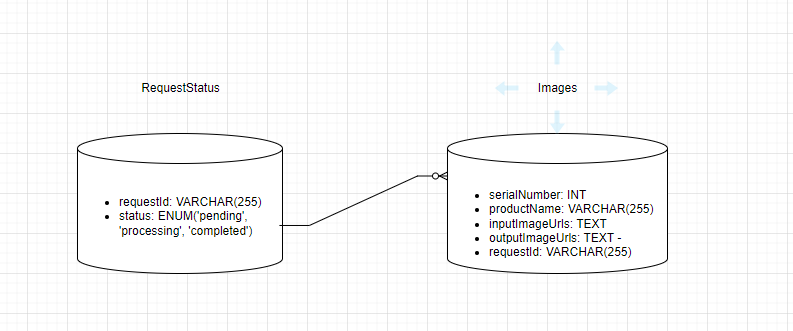 RequestStatus
Images
• requestId: VARCHAR(255)
• status: ENUM('pending',
'processing', 'completed')
• serialNumber: INT
• productName: VARCHAR(255)
• inputImageUrls: TEXT
• outputImageUrls: TEXT -
• requestId: VARCHAR(255)